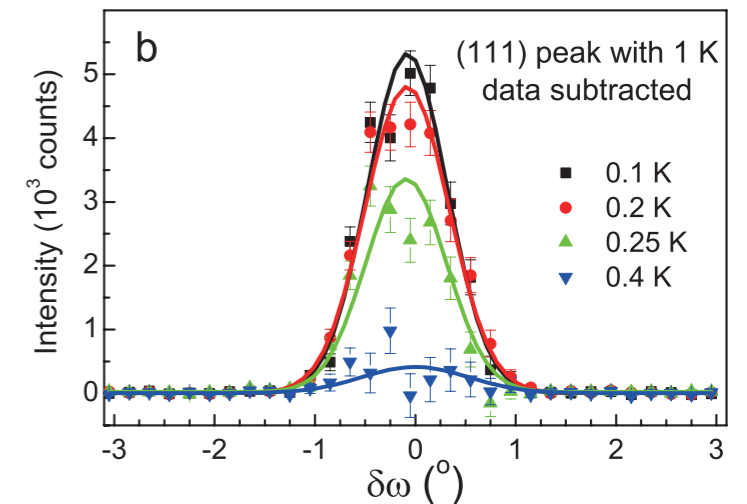 b
(111) peak with 1 K
data subtracted
0.1 K
0.2 K
0.25 K
0.4 K
Intensity (10³ counts)
5
4
3
2
1
0
-3 -2 -1 0 1 2 3
δω (°)